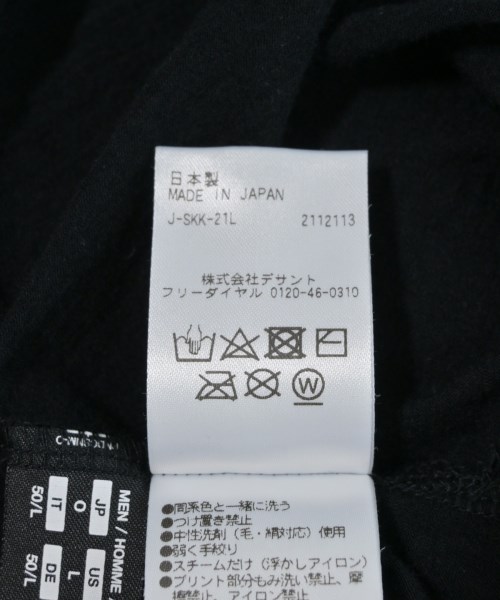 日本製
MADE IN JAPAN
J-SKK-21L 2112113
株式会社デサント
フリーダイヤル 0120-46-0310
W
●同系色と一緒に洗う
●つけ置き禁止
●中性洗剤（毛・絹対応）使用
●弱く手絞り
●スチームだけ（浮かしアイロン）
●プリント部分もみ洗い禁止、摩
擦禁止、アイロン禁止
MEN / HOMME
JP O
US L
IT 50/L
DE 50/L